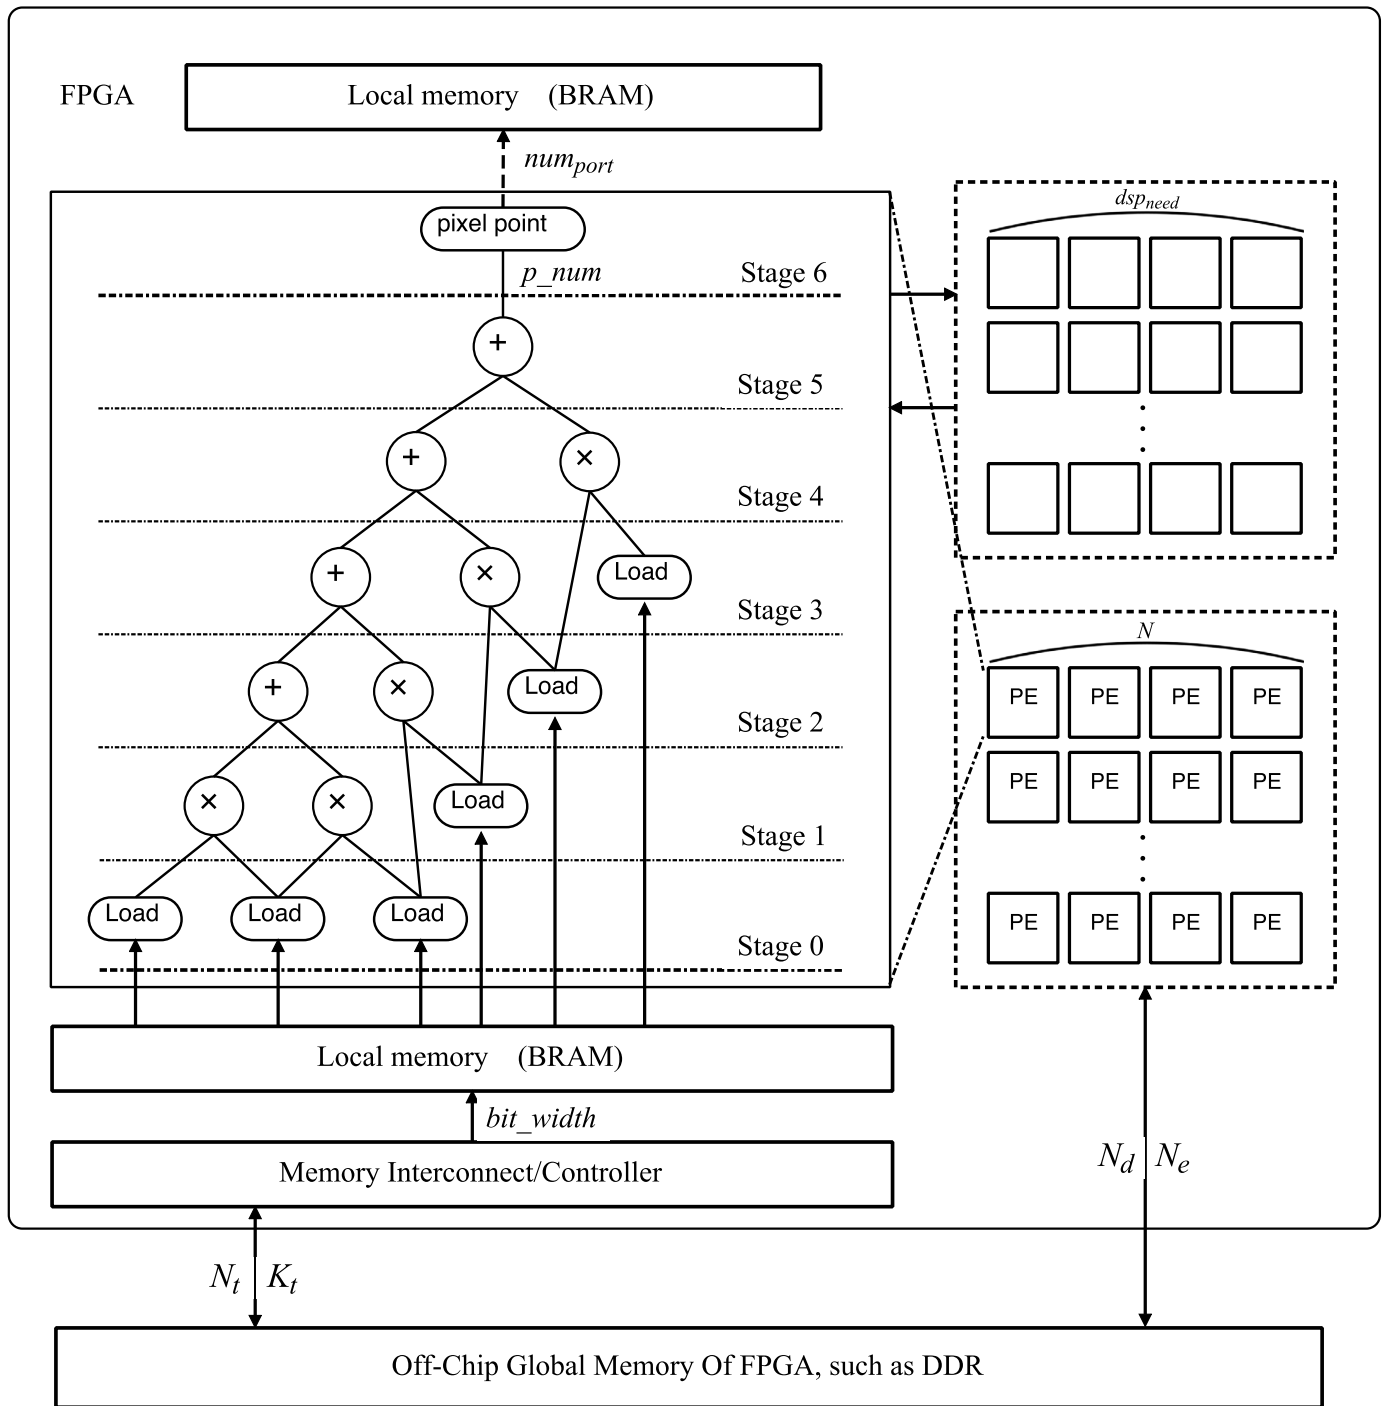 FPGA
Local memory (BRAM)
num_port
pixel point
p_num
Stage 6
+
Stage 5
+ ×
Stage 4
+ × Load
Stage 3
+ × Load
Stage 2
× × Load
Stage 1
Load Load Load
Stage 0
Local memory (BRAM)
bit_width
Memory Interconnect/Controller
N_t K_t
dsp_need
N
PE PE PE PE
PE PE PE PE
PE PE PE PE
N_d N_e
Off-Chip Global Memory Of FPGA, such as DDR